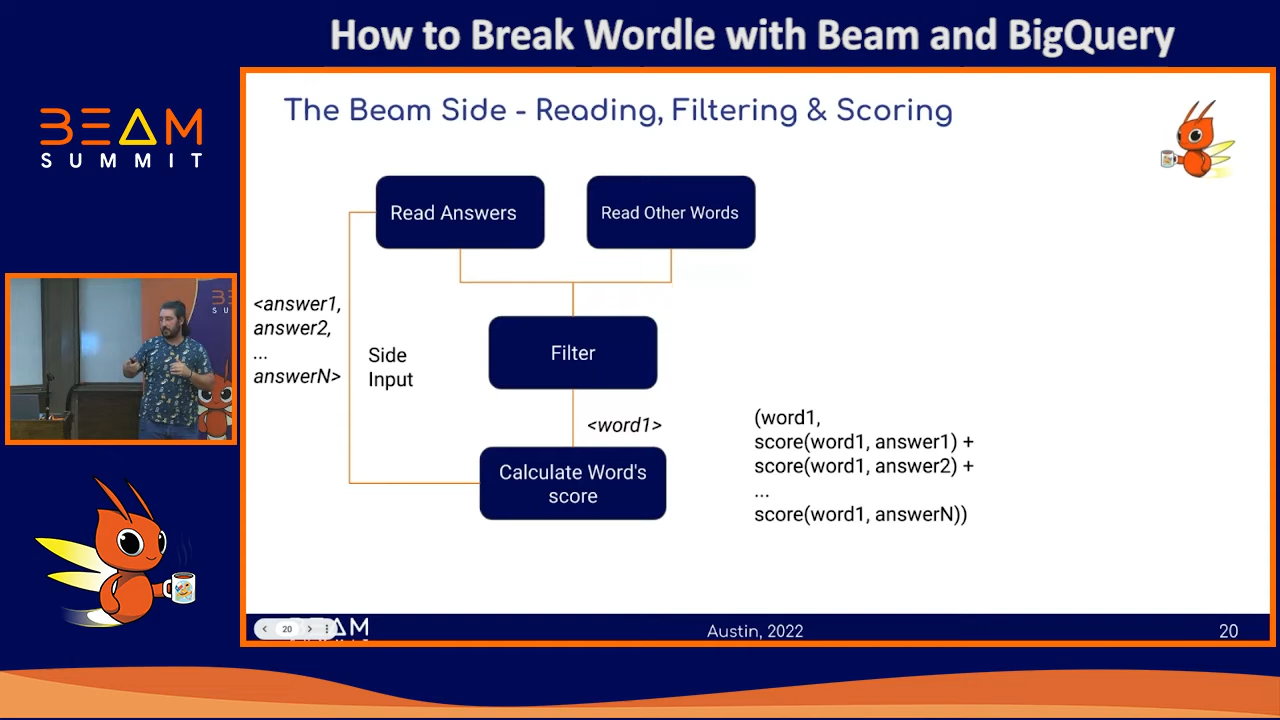 How to Break Wordle with Beam and BigQuery
BEAM
SUMMIT
The Beam Side - Reading, Filtering & Scoring
Read Answers
Read Other Words
<answer1,
answer2,
...
answerN>
Side
Input
Filter
<word1>
Calculate Word's
score
(word1,
score(word1, answer1) +
score(word1, answer2) +
...
score(word1, answerN))
20
Austin, 2022
20